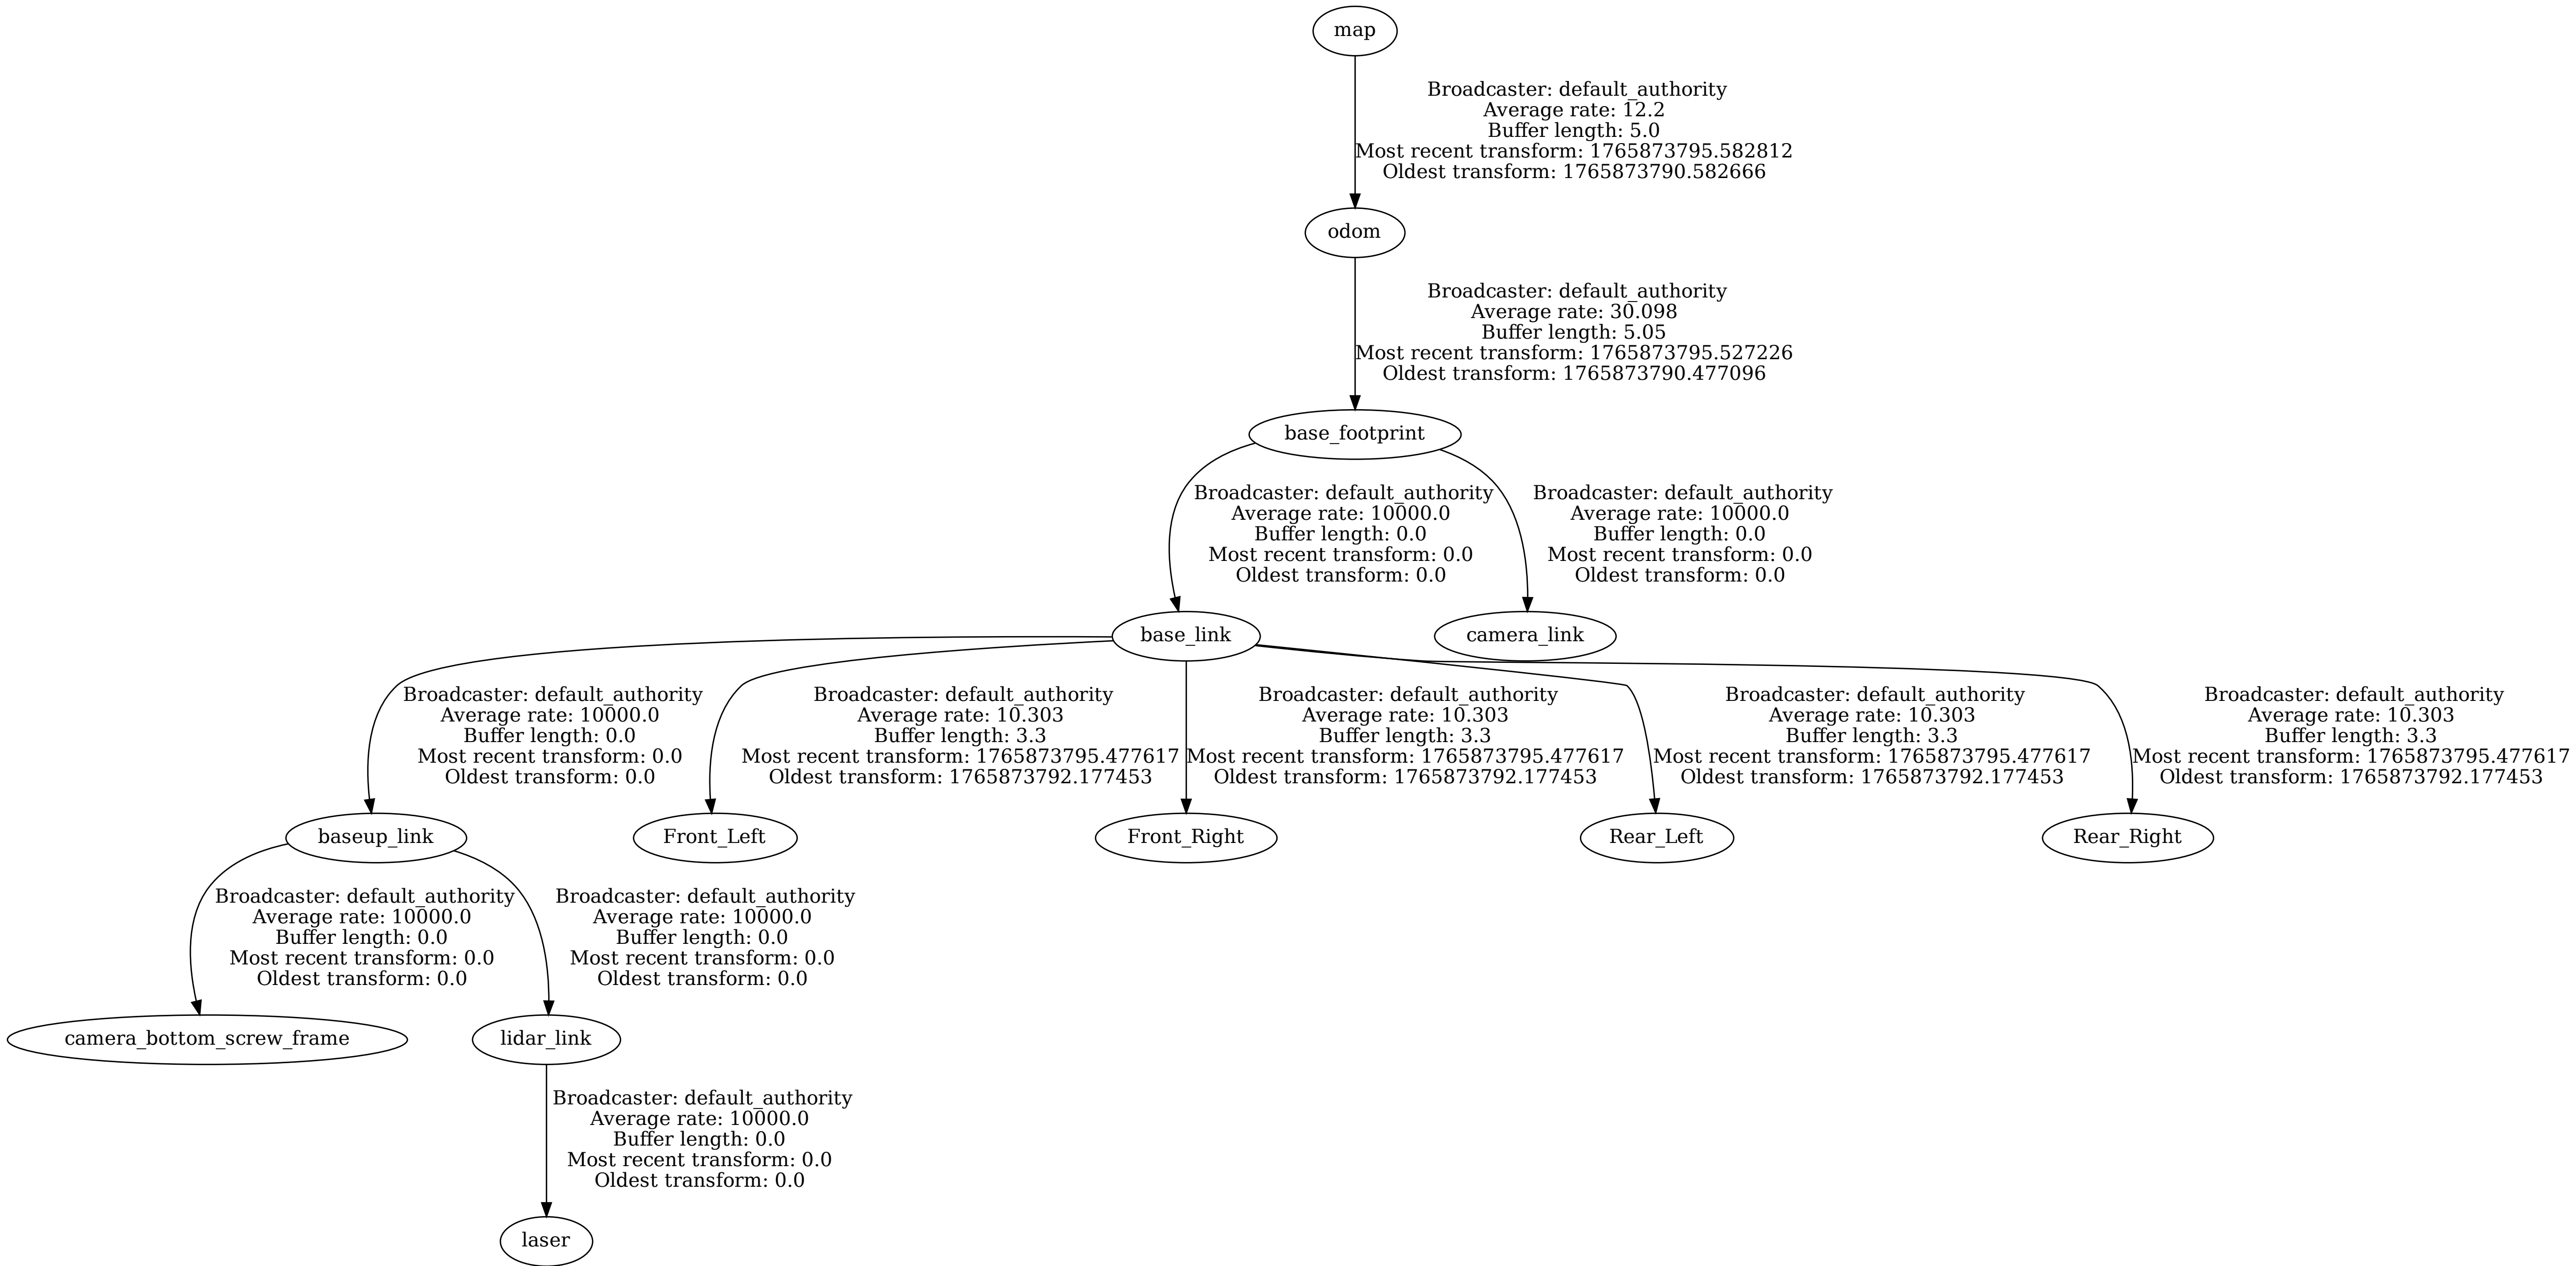 map
Broadcaster: default_authority
Average rate: 12.2
Buffer length: 5.0
Most recent transform: 1765873795.582812
Oldest transform: 1765873790.582666
odom
Broadcaster: default_authority
Average rate: 30.098
Buffer length: 5.05
Most recent transform: 1765873795.527226
Oldest transform: 1765873790.477096
base_footprint
Broadcaster: default_authority
Average rate: 10000.0
Buffer length: 0.0
Most recent transform: 0.0
Oldest transform: 0.0
Broadcaster: default_authority
Average rate: 10000.0
Buffer length: 0.0
Most recent transform: 0.0
Oldest transform: 0.0
base_link
camera_link
Broadcaster: default_authority
Average rate: 10000.0
Buffer length: 0.0
Most recent transform: 0.0
Oldest transform: 0.0
Broadcaster: default_authority
Average rate: 10.303
Buffer length: 3.3
Most recent transform: 1765873795.477617
Oldest transform: 1765873792.177453
Broadcaster: default_authority
Average rate: 10.303
Buffer length: 3.3
Most recent transform: 1765873795.477617
Oldest transform: 1765873792.177453
Broadcaster: default_authority
Average rate: 10.303
Buffer length: 3.3
Most recent transform: 1765873795.477617
Oldest transform: 1765873792.177453
Broadcaster: default_authority
Average rate: 10.303
Buffer length: 3.3
Most recent transform: 1765873795.477617
Oldest transform: 1765873792.177453
baseup_link
Front_Left
Front_Right
Rear_Left
Rear_Right
Broadcaster: default_authority
Average rate: 10000.0
Buffer length: 0.0
Most recent transform: 0.0
Oldest transform: 0.0
Broadcaster: default_authority
Average rate: 10000.0
Buffer length: 0.0
Most recent transform: 0.0
Oldest transform: 0.0
camera_bottom_screw_frame
lidar_link
Broadcaster: default_authority
Average rate: 10000.0
Buffer length: 0.0
Most recent transform: 0.0
Oldest transform: 0.0
laser